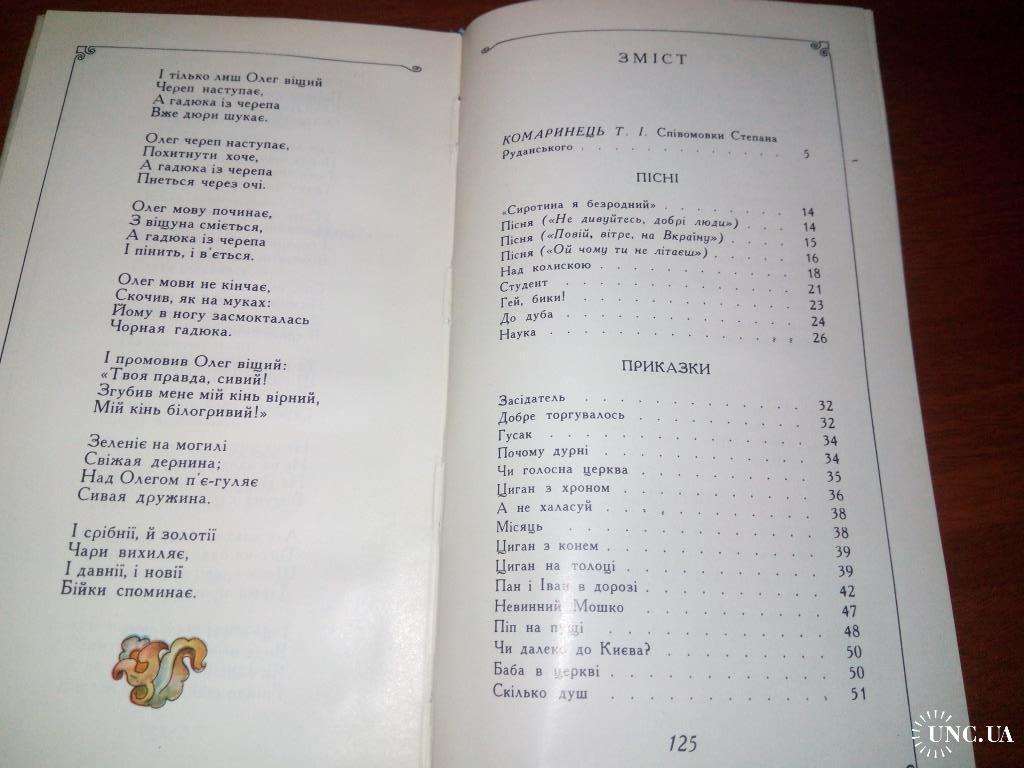 І тілько лиш Олег віщий
Череп наступає,
А гадюка із черепа
Вже дюри шукає.
Олег череп наступає,
Похитнути хоче,
А гадюка із черепа
Пнеться через очі.
Олег мову починає,
З віщуна сміється,
А гадюка із черепа
І пінить, і в'ється.
Олег мови не кінчає,
Скочив, як на муках:
Йому в ногу засмокталась
Чорная гадюка.
І промовив Олег віщий:
«Твоя правда, сивий!
Згубив мене мій кінь вірний,
Мій кінь білогривий!»
Зеленіє на могилі
Свіжая дернина;
Над Олегом п'є-гуляє
Сивая дружина.
І срібнії, й золотії
Чари вихиляє,
І давнії, і новії
Бійки споминає.
ЗМІСТ
КОМАРИНЕЦЬ Т. І. Співомовки Степана
Руданського . . . . . . . . . . . . . 5
ПІСНІ
«Сиротина я безродний» . . . . . . . . 14
Пісня («Не дивуйтесь, добрі люди») . . . . 14
Пісня («Повій, вітре, на Вкраїну») . . . . . 15
Пісня («Ой чому ти не літаєш») . . . . . . 16
Над колискою . . . . . . . . . . . . 18
Студент . . . . . . . . . . . . . . 21
Гей, бики! . . . . . . . . . . . . . 23
До дуба . . . . . . . . . . . . . . 24
Наука . . . . . . . . . . . . . . 26
ПРИКАЗКИ
Засідатель . . . . . . . . . . . . . 32
Добре торгувалось . . . . . . . . . . 32
Гусак . . . . . . . . . . . . . . 34
Почому дурні . . . . . . . . . . . . 34
Чи голосна церква . . . . . . . . . . 35
Циган з хроном . . . . . . . . . . . 36
А не халасуй . . . . . . . . . . . . 38
Місяць . . . . . . . . . . . . . . 38
Циган з конем . . . . . . . . . . . . 39
Циган на толоці . . . . . . . . . . . 39
Пан і Іван в дорозі . . . . . . . . . . 42
Невинний Мошко . . . . . . . . . . 47
Піп на пущі . . . . . . . . . . . . 48
Чи далеко до Києва? . . . . . . . . . 50
Баба в церкві . . . . . . . . . . . . 50
Скілько душ . . . . . . . . . . . . 51
125
UNC.UA